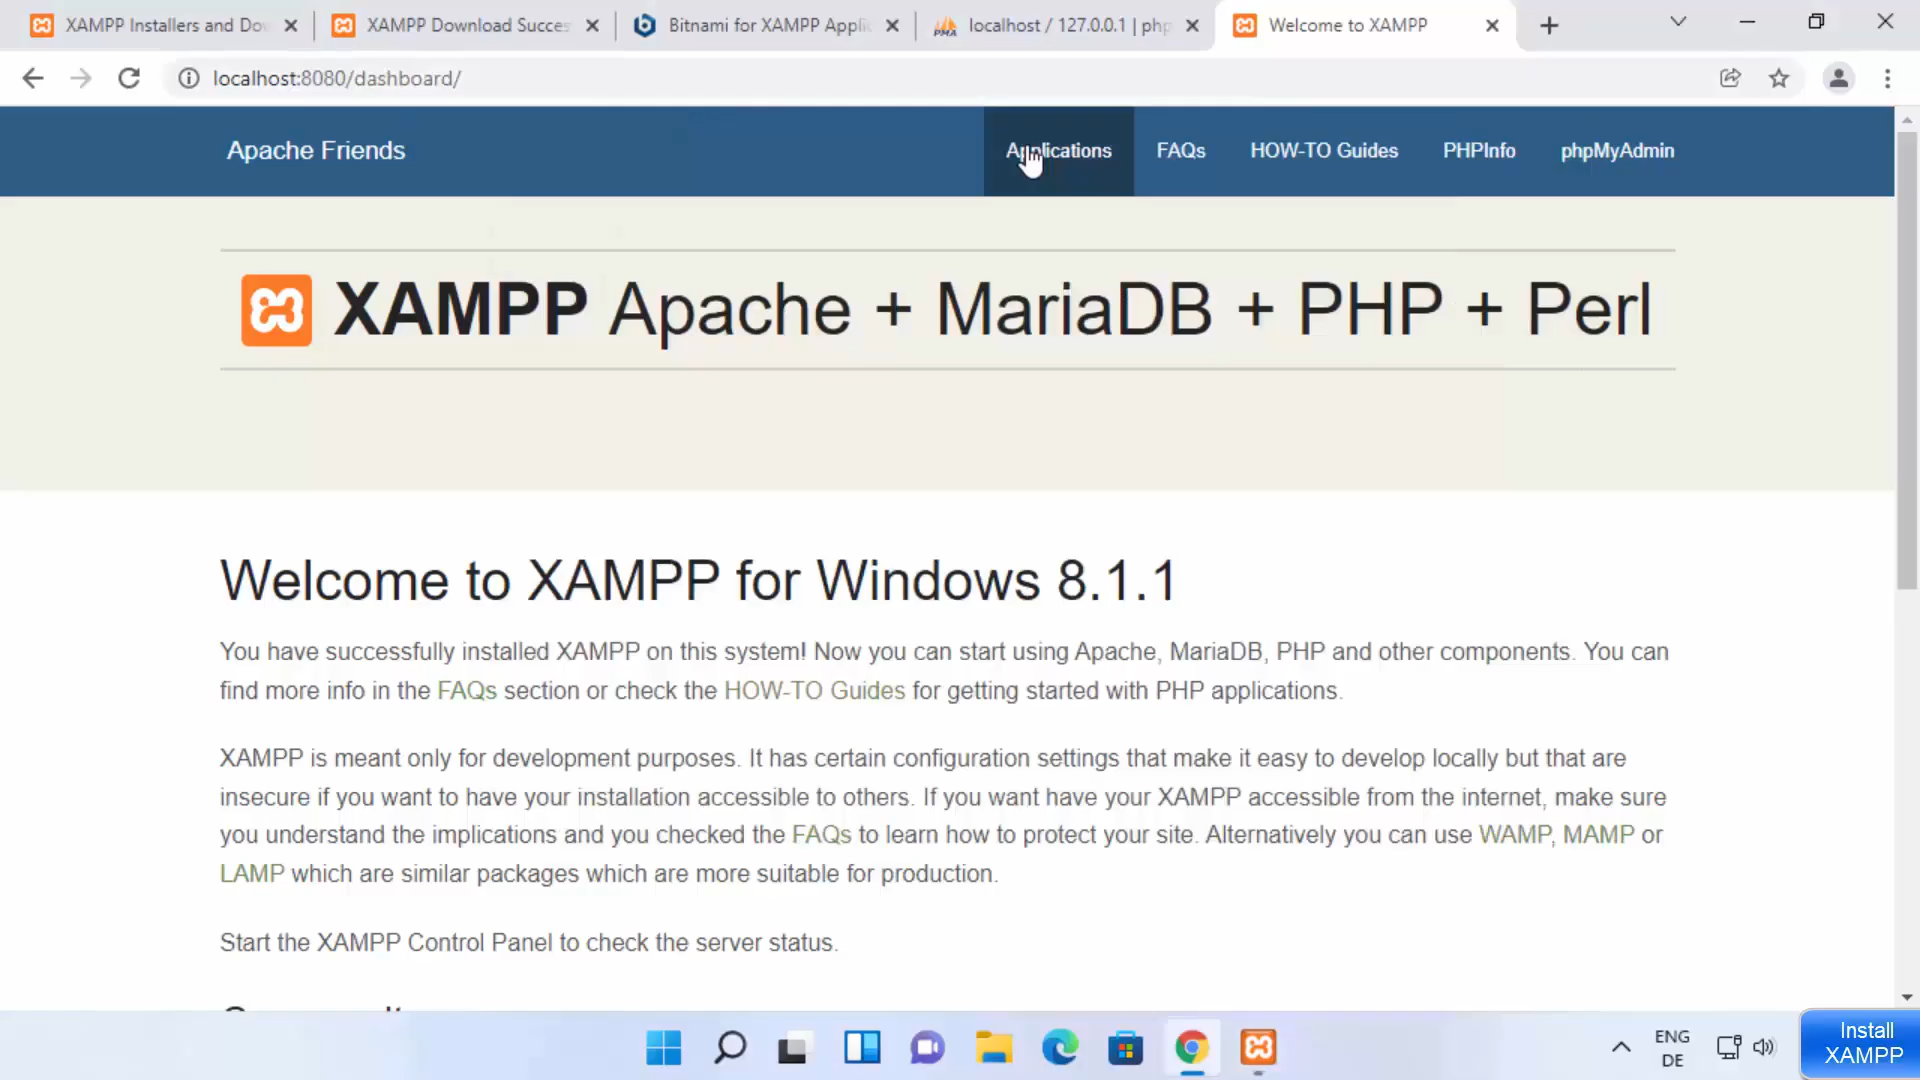 XAMPP Installers and Dow
XAMPP Download Succes
Bitnami for XAMPP Applic
PMA
localhost / 127.0.0.1 | php
Welcome to XAMPP
localhost:8080/dashboard/
Apache Friends
Applications
FAQs
HOW-TO Guides
PHPInfo
phpMyAdmin
XAMPP Apache + MariaDB + PHP + Perl
Welcome to XAMPP for Windows 8.1.1
You have successfully installed XAMPP on this system! Now you can start using Apache, MariaDB, PHP and other components. You can
find more info in the FAQs section or check the HOW-TO Guides for getting started with PHP applications.
XAMPP is meant only for development purposes. It has certain configuration settings that make it easy to develop locally but that are
insecure if you want to have your installation accessible to others. If you want have your XAMPP accessible from the internet, make sure
you understand the implications and you checked the FAQs to learn how to protect your site. Alternatively you can use WAMP, MAMP or
LAMP which are similar packages which are more suitable for production.
Start the XAMPP Control Panel to check the server status.
ENG
DE
Install
XAMPP